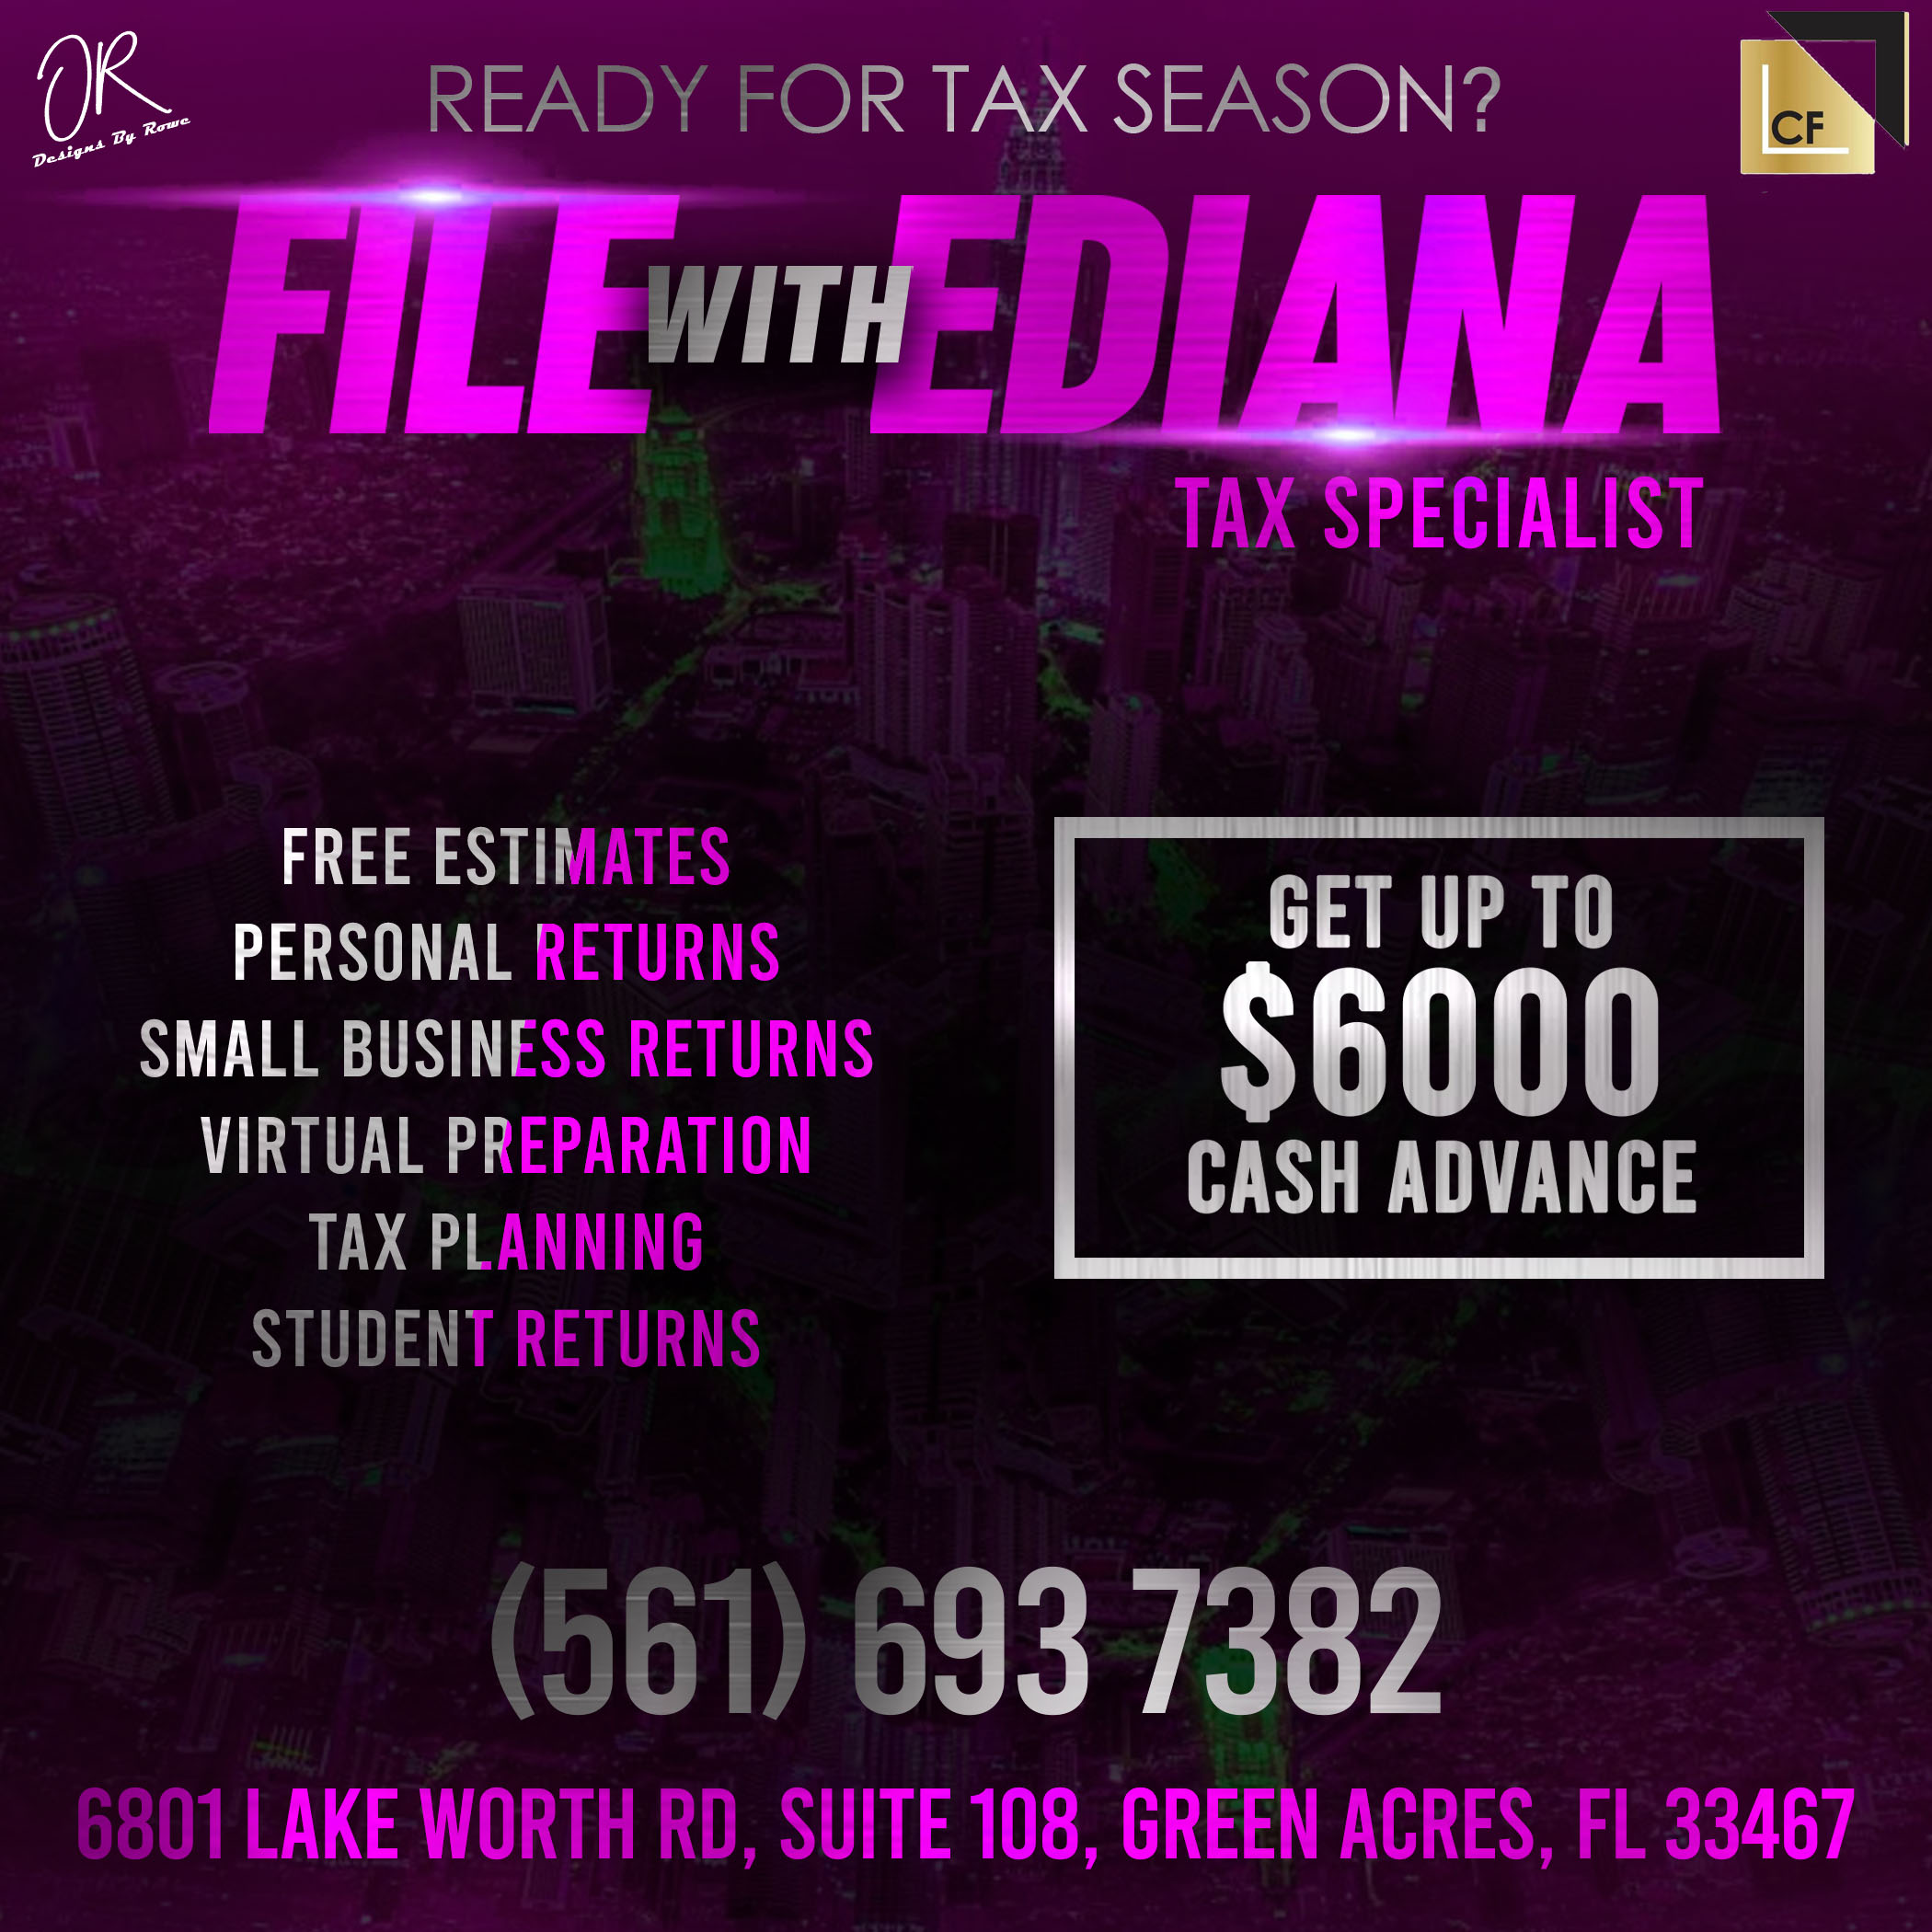 JR
Designs By Rowe
CF
READY FOR TAX SEASON?
FILE WITH EDIANA
TAX SPECIALIST
FREE ESTIMATES
PERSONAL RETURNS
SMALL BUSINESS RETURNS
VIRTUAL PREPARATION
TAX PLANNING
STUDENT RETURNS
GET UP TO
$6000
CASH ADVANCE
(561) 693 7382
6801 LAKE WORTH RD, SUITE 108, GREEN ACRES, FL 33467